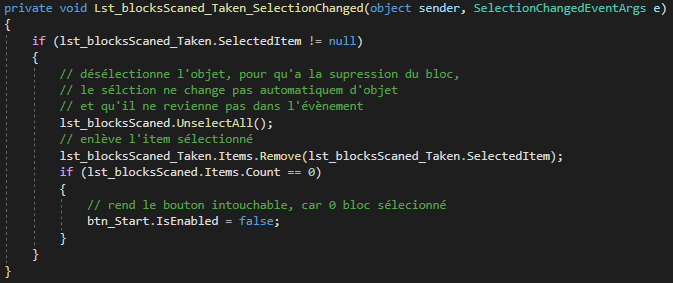 private void Lst_blocksScaned_Taken_SelectionChanged(object sender, SelectionChangedEventArgs e)
{
if (lst_blocksScaned_Taken.SelectedItem != null)
{
// désélectionne l'objet, pour qu'a la supression du bloc,
// le sélction ne change pas automatiquem d'objet
// et qu'il ne revienne pas dans l'évènement
lst_blocksScaned.UnselectAll();
// enlève l'item sélectionné
lst_blocksScaned_Taken.Items.Remove(lst_blocksScaned_Taken.SelectedItem);
if (lst_blocksScaned.Items.Count == 0)
{
// rend le bouton intouchable, car 0 bloc sélecionné
btn_Start.IsEnabled = false;
}
}
}